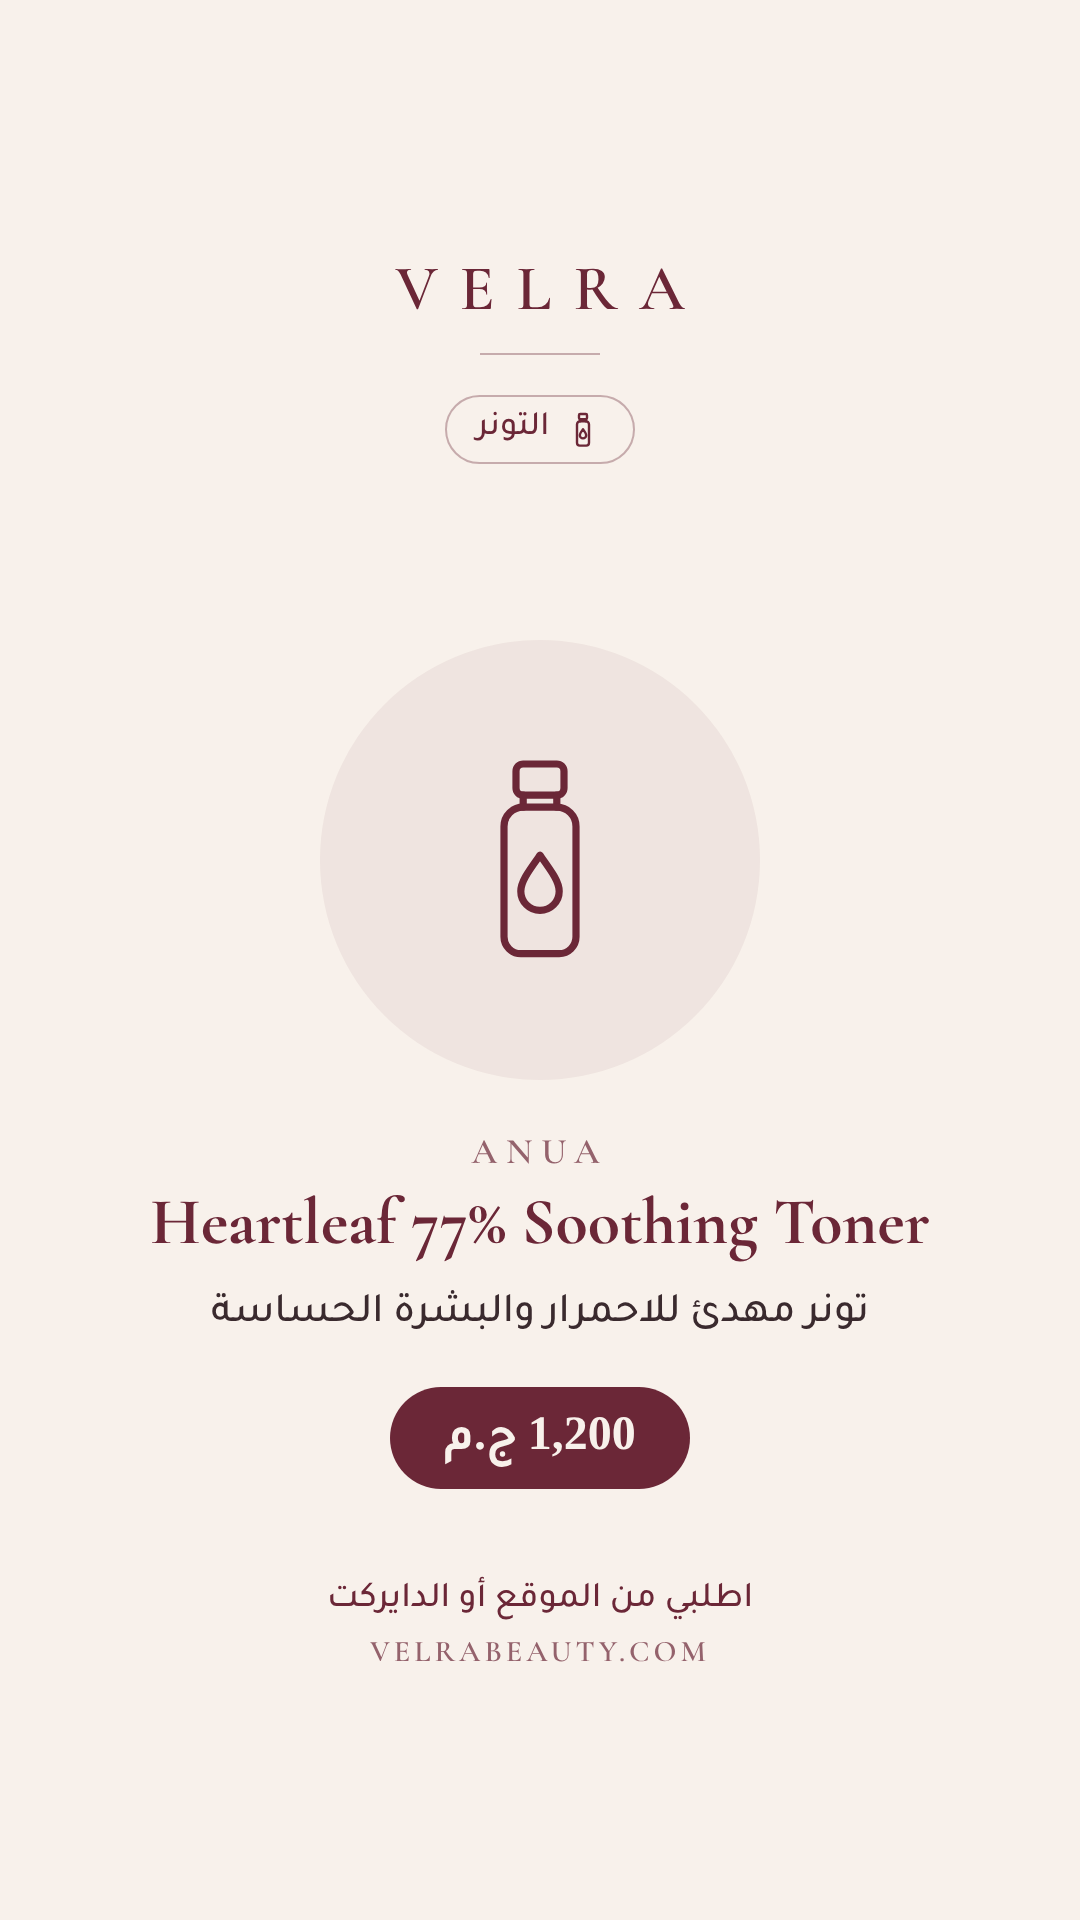 VELRA
التونر
ANUA
Heartleaf 77% Soothing Toner
تونر مهدئ للاحمرار والبشرة الحساسة
1,200 ج.م
اطلبي من الموقع أو الدايركت
VELRABEAUTY.COM